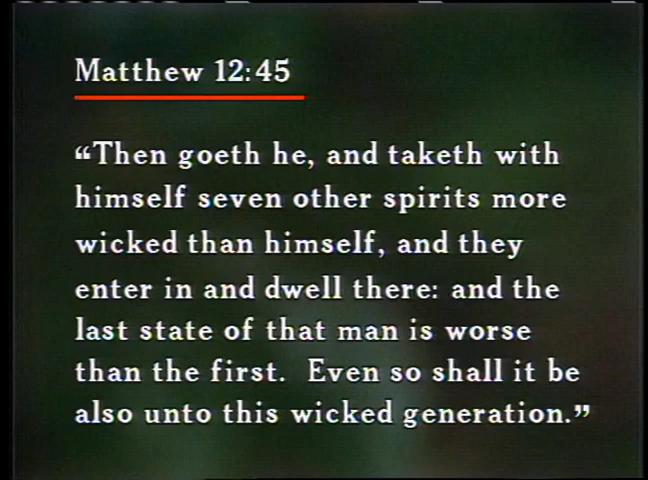 Matthew 12:45
“Then goeth he, and taketh with
himself seven other spirits more
wicked than himself, and they
enter in and dwell there: and the
last state of that man is worse
than the first.  Even so shall it be
also unto this wicked generation.”